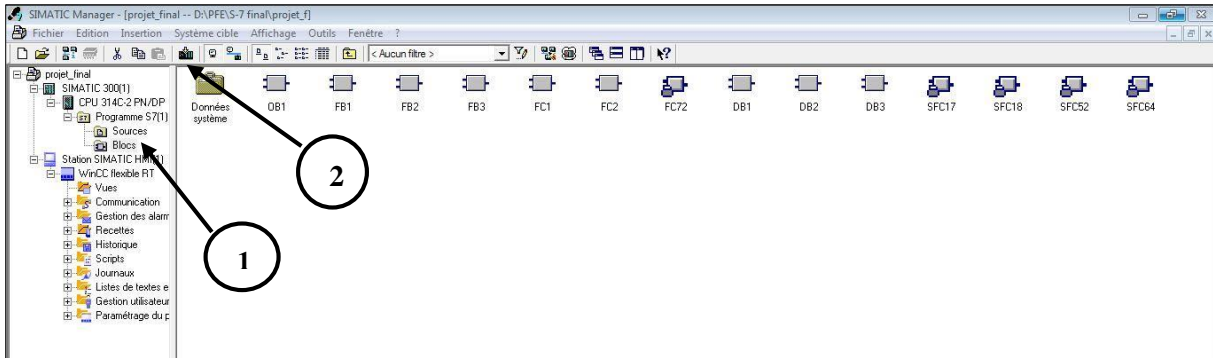 SIMATIC Manager - [projet_final -- D:\PFE\S-7 final\projet_f]
Fichier Edition Insertion Système cible Affichage Outils Fenêtre ?
< Aucun filtre >
projet_final
SIMATIC 300(1)
CPU 314C-2 PN/DP
Programme S7(1)
Sources
Blocs
Station SIMATIC HMI(1)
WinCC flexible RT
Vues
Communication
Gestion des alarm
Recettes
Historique
Scripts
Journaux
Listes de textes e
Gestion utilisateur
Paramétrage du p
Données système
OB1
FB1
FB2
FB3
FC1
FC2
FC72
DB1
DB2
DB3
SFC17
SFC18
SFC52
SFC64
2
1